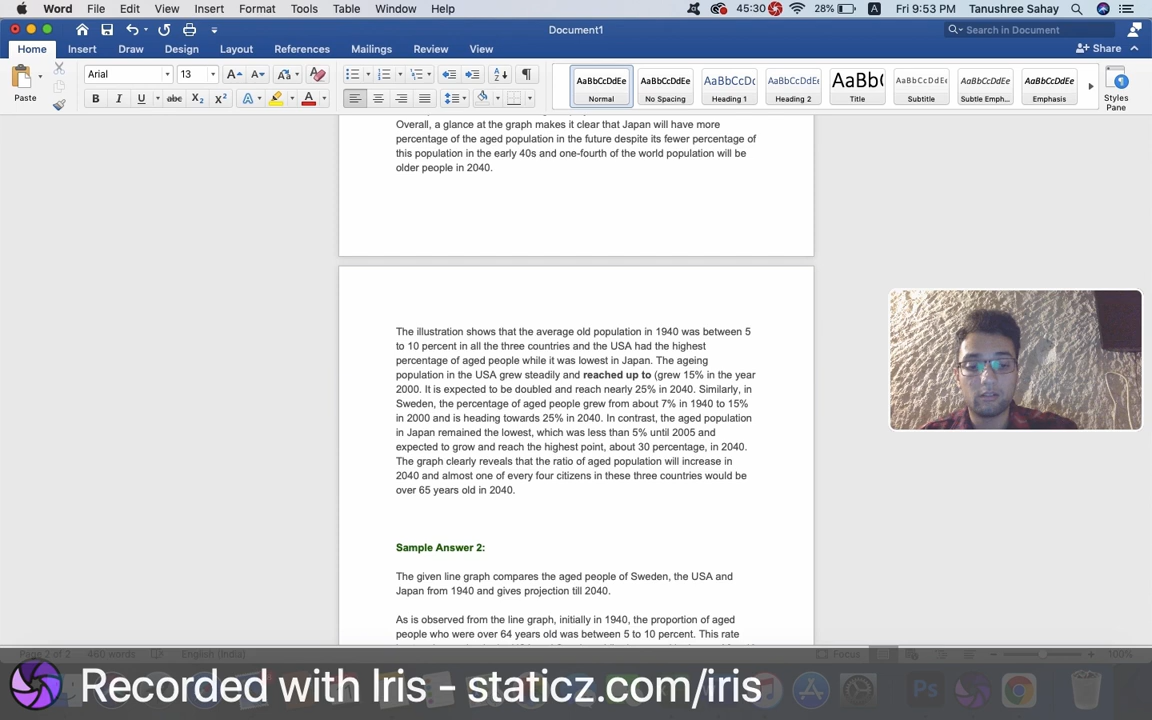 Word File Edit View Insert Format Tools Table Window Help 45:30 28% A Fri 9:53 PM Tanushree Sahay
Document1
Search in Document
Home Insert Draw Design Layout References Mailings Review View Share
Paste Arial 13 AaBbCcDdEe AaBbCcDdEe AaBbCcDc AaBbCcDdEe AaBb( AaBbCcDdEe AaBbCcDdEe AaBbCcDdEe
B I U abc X2 X2 A A Normal No Spacing Heading 1 Heading 2 Title Subtitle Subtle Emph... Emphasis Styles Pane
Overall, a glance at the graph makes it clear that Japan will have more
percentage of the aged population in the future despite its fewer percentage of
this population in the early 40s and one-fourth of the world population will be
older people in 2040.
The illustration shows that the average old population in 1940 was between 5
to 10 percent in all the three countries and the USA had the highest
percentage of aged people while it was lowest in Japan. The ageing
population in the USA grew steadily and reached up to (grew 15% in the year
2000. It is expected to be doubled and reach nearly 25% in 2040. Similarly, in
Sweden, the percentage of aged people grew from about 7% in 1940 to 15%
in 2000 and is heading towards 25% in 2040. In contrast, the aged population
in Japan remained the lowest, which was less than 5% until 2005 and
expected to grow and reach the highest point, about 30 percentage, in 2040.
The graph clearly reveals that the ratio of aged population will increase in
2040 and almost one of every four citizens in these three countries would be
over 65 years old in 2040.
Sample Answer 2:
The given line graph compares the aged people of Sweden, the USA and
Japan from 1940 and gives projection till 2040.
As is observed from the line graph, initially in 1940, the proportion of aged
people who were over 64 years old was between 5 to 10 percent. This rate
Page 2 of 2 460 words English (India) Focus 100%
Recorded with Iris - staticz.com/iris